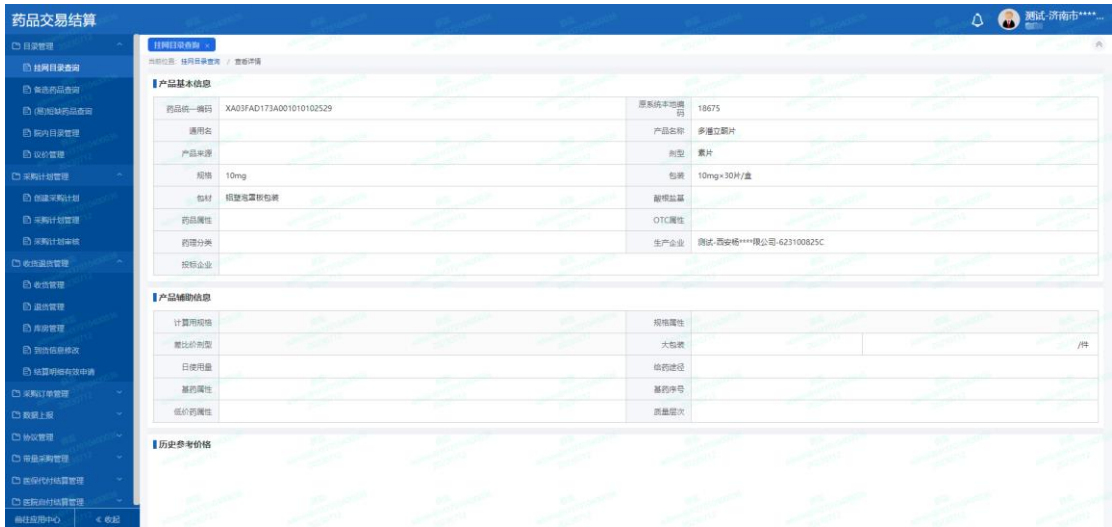 药品交易结算
测试-济南市****...
目录管理
挂网目录查询
备选药品查询
(易)短缺药品查询
院内目录管理
议价管理
采购计划管理
创建采购计划
采购计划管理
采购计划审核
收货退货管理
收货管理
退货管理
库房管理
到货信息修改
结算明细有效申请
采购订单管理
数据上报
协议管理
带量采购管理
医保代付结算管理
医院自付结算管理
前往应用中心 < 收起
挂网目录查询 ×
当前位置: 挂网目录查询 / 查看详情
产品基本信息
药品统一编码 XA03FAD173A001010102529 原系统本地编码 18675
通用名 产品名称 多潘立酮片
产品来源 剂型 素片
规格 10mg 包装 10mg×30片/盒
包材 铝塑泡罩板包装 酸根盐基
药品属性 OTC属性
药理分类 生产企业 测试-西安杨****限公司-623100825C
投标企业
产品辅助信息
计算用规格 规格属性
差比价剂型 大包装 /件
日使用量 给药途径
基药属性 基药序号
低价药属性 质量层次
历史参考价格